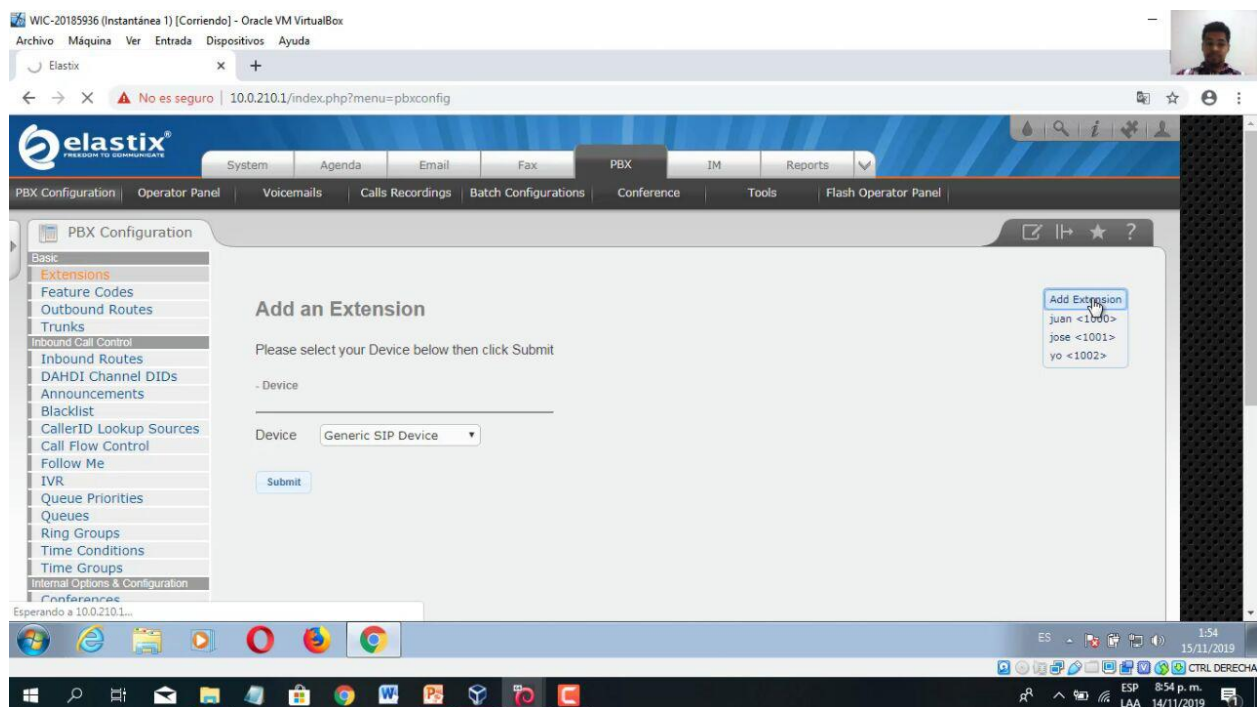 WIC-20185936 (Instantánea 1) [Corriendo] - Oracle VM VirtualBox
Archivo Máquina Ver Entrada Dispositivos Ayuda
Elastix
No es seguro 10.0.210.1/index.php?menu=pbxconfig
elastix®
FREEDOM TO COMMUNICATE
System Agenda Email Fax PBX IM Reports
PBX Configuration Operator Panel Voicemails Calls Recordings Batch Configurations Conference Tools Flash Operator Panel
PBX Configuration
Basic
Extensions
Feature Codes
Outbound Routes
Trunks
Inbound Call Control
Inbound Routes
DAHDI Channel DIDs
Announcements
Blacklist
CallerID Lookup Sources
Call Flow Control
Follow Me
IVR
Queue Priorities
Queues
Ring Groups
Time Conditions
Time Groups
Internal Options & Configuration
Conferences
Add an Extension
Please select your Device below then click Submit
- Device
Device Generic SIP Device
Submit
Add Extension
juan <1000>
jose <1001>
yo <1002>
Esperando a 10.0.210.1...
ES 1:54
15/11/2019
CTRL DERECHA
ESP 8:54 p. m.
LAA 14/11/2019